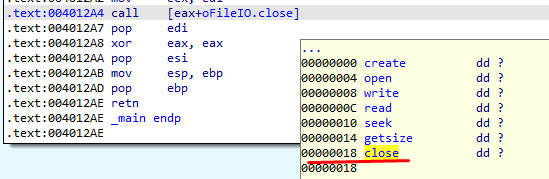 .text:004012A4 call    [eax+oFileIO.close]
.text:004012A7 pop     edi
.text:004012A8 xor     eax, eax
.text:004012AA pop     esi
.text:004012AB mov     esp, ebp
.text:004012AD pop     ebp
.text:004012AE retn
.text:004012AE _main endp
.text:004012AE
...
00000000 create          dd ?
00000004 open            dd ?
00000008 write           dd ?
0000000C read            dd ?
00000010 seek            dd ?
00000014 getsize         dd ?
00000018 close           dd ?
00000018